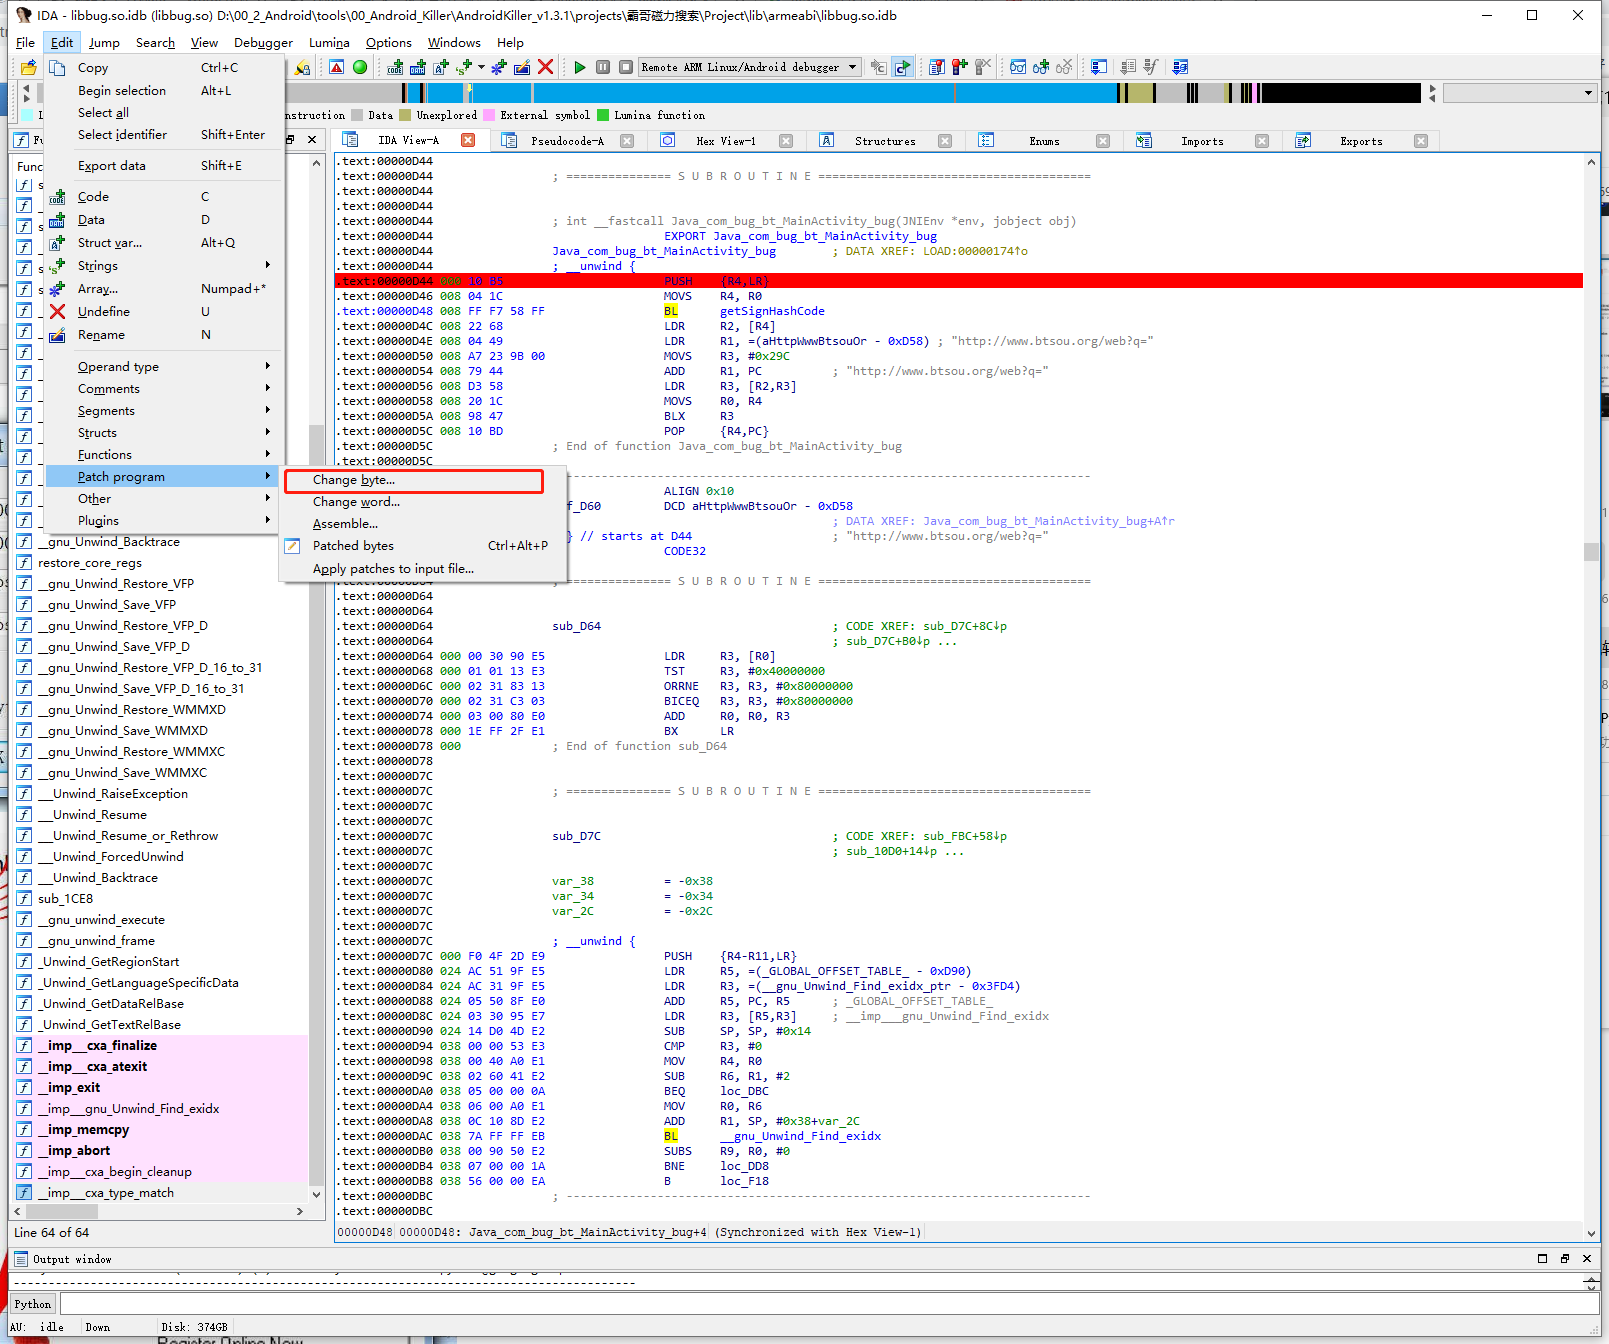 IDA - libbug.so.idb (libbug.so) D:\00_2_Android\tools\00_Android_Killer\AndroidKiller_v1.3.1\projects\霸哥磁力搜索\Project\lib\armeabi\libbug.so.idb
File Edit Jump Search View Debugger Lumina Options Windows Help
Remote ARM Linux/Android debugger
nstruction Data Unexplored External symbol Lumina function
IDA View-A Pseudocode-A Hex View-1 Structures Enums Imports Exports
Copy Ctrl+C
Begin selection Alt+L
Select all
Select identifier Shift+Enter
Export data Shift+E
Code C
Data D
Struct var... Alt+Q
Strings
Array... Numpad+*
Undefine U
Rename N
Operand type
Comments
Segments
Structs
Functions
Patch program
Other
Plugins
Change byte...
Change word...
Assemble...
Patched bytes Ctrl+Alt+P
Apply patches to input file...
Func
__gnu_Unwind_Backtrace
restore_core_regs
__gnu_Unwind_Restore_VFP
__gnu_Unwind_Save_VFP
__gnu_Unwind_Restore_VFP_D
__gnu_Unwind_Save_VFP_D
__gnu_Unwind_Restore_VFP_D_16_to_31
__gnu_Unwind_Save_VFP_D_16_to_31
__gnu_Unwind_Restore_WMMXD
__gnu_Unwind_Save_WMMXD
__gnu_Unwind_Restore_WMMXC
__gnu_Unwind_Save_WMMXC
___Unwind_RaiseException
___Unwind_Resume
___Unwind_Resume_or_Rethrow
___Unwind_ForcedUnwind
___Unwind_Backtrace
sub_1CE8
__gnu_unwind_execute
__gnu_unwind_frame
_Unwind_GetRegionStart
_Unwind_GetLanguageSpecificData
_Unwind_GetDataRelBase
_Unwind_GetTextRelBase
__imp___cxa_finalize
__imp___cxa_atexit
__imp_exit
__imp___gnu_Unwind_Find_exidx
__imp_memcpy
__imp_abort
__imp___cxa_begin_cleanup
__imp___cxa_type_match
Line 64 of 64
.text:00000D44
.text:00000D44 ; =============== S U B R O U T I N E =======================================
.text:00000D44
.text:00000D44
.text:00000D44 ; int __fastcall Java_com_bug_bt_MainActivity_bug(JNIEnv *env, jobject obj)
.text:00000D44 EXPORT Java_com_bug_bt_MainActivity_bug
.text:00000D44 Java_com_bug_bt_MainActivity_bug ; DATA XREF: LOAD:00000174↑o
.text:00000D44 ; __unwind {
.text:00000D44 000 10 B5 PUSH {R4,LR}
.text:00000D46 008 04 1C MOVS R4, R0
.text:00000D48 008 FF F7 58 FF BL getSignHashCode
.text:00000D4C 008 22 68 LDR R2, [R4]
.text:00000D4E 008 04 49 LDR R1, =(aHttpWwwBtsouOr - 0xD58) ; "http://www.btsou.org/web?q="
.text:00000D50 008 A7 23 9B 00 MOVS R3, #0x29C
.text:00000D54 008 79 44 ADD R1, PC ; "http://www.btsou.org/web?q="
.text:00000D56 008 D3 58 LDR R3, [R2,R3]
.text:00000D58 008 20 1C MOVS R0, R4
.text:00000D5A 008 98 47 BLX R3
.text:00000D5C 008 10 BD POP {R4,PC}
.text:00000D5C ; End of function Java_com_bug_bt_MainActivity_bug
.text:00000D5C
ALIGN 0x10
f_D60 DCD aHttpWwwBtsouOr - 0xD58
; DATA XREF: Java_com_bug_bt_MainActivity_bug+A↑r
} // starts at D44 ; "http://www.btsou.org/web?q="
CODE32
; =============== S U B R O U T I N E =======================================
.text:00000D64
.text:00000D64
.text:00000D64 sub_D64 ; CODE XREF: sub_D7C+8C↓p
.text:00000D64 ; sub_D7C+B0↓p ...
.text:00000D64 000 00 30 90 E5 LDR R3, [R0]
.text:00000D68 000 01 01 13 E3 TST R3, #0x40000000
.text:00000D6C 000 02 31 83 13 ORRNE R3, R3, #0x80000000
.text:00000D70 000 02 31 C3 03 BICEQ R3, R3, #0x80000000
.text:00000D74 000 03 00 80 E0 ADD R0, R0, R3
.text:00000D78 000 1E FF 2F E1 BX LR
.text:00000D78 000 ; End of function sub_D64
.text:00000D78
.text:00000D7C
.text:00000D7C ; =============== S U B R O U T I N E =======================================
.text:00000D7C
.text:00000D7C
.text:00000D7C sub_D7C ; CODE XREF: sub_FBC+58↓p
.text:00000D7C ; sub_10D0+14↓p ...
.text:00000D7C
.text:00000D7C var_38 = -0x38
.text:00000D7C var_34 = -0x34
.text:00000D7C var_2C = -0x2C
.text:00000D7C
.text:00000D7C ; __unwind {
.text:00000D7C 000 F0 4F 2D E9 PUSH {R4-R11,LR}
.text:00000D80 024 AC 51 9F E5 LDR R5, =(_GLOBAL_OFFSET_TABLE_ - 0xD90)
.text:00000D84 024 AC 31 9F E5 LDR R3, =(__gnu_Unwind_Find_exidx_ptr - 0x3FD4)
.text:00000D88 024 05 50 8F E0 ADD R5, PC, R5 ; _GLOBAL_OFFSET_TABLE_
.text:00000D8C 024 03 30 95 E7 LDR R3, [R5,R3] ; __imp___gnu_Unwind_Find_exidx
.text:00000D90 024 14 D0 4D E2 SUB SP, SP, #0x14
.text:00000D94 038 00 00 53 E3 CMP R3, #0
.text:00000D98 038 00 40 A0 E1 MOV R4, R0
.text:00000D9C 038 02 60 41 E2 SUB R6, R1, #2
.text:00000DA0 038 05 00 00 0A BEQ loc_DBC
.text:00000DA4 038 06 00 A0 E1 MOV R0, R6
.text:00000DA8 038 0C 10 8D E2 ADD R1, SP, #0x38+var_2C
.text:00000DAC 038 7A FF FF EB BL __gnu_Unwind_Find_exidx
.text:00000DB0 038 00 90 50 E2 SUBS R9, R0, #0
.text:00000DB4 038 07 00 00 1A BNE loc_DD8
.text:00000DB8 038 56 00 00 EA B loc_F18
.text:00000DBC ; ---------------------------------------------------------------------------
.text:00000DBC
00000D48 00000D48: Java_com_bug_bt_MainActivity_bug+4 (Synchronized with Hex View-1)
Output window
Python
AU: idle Down Disk: 374GB